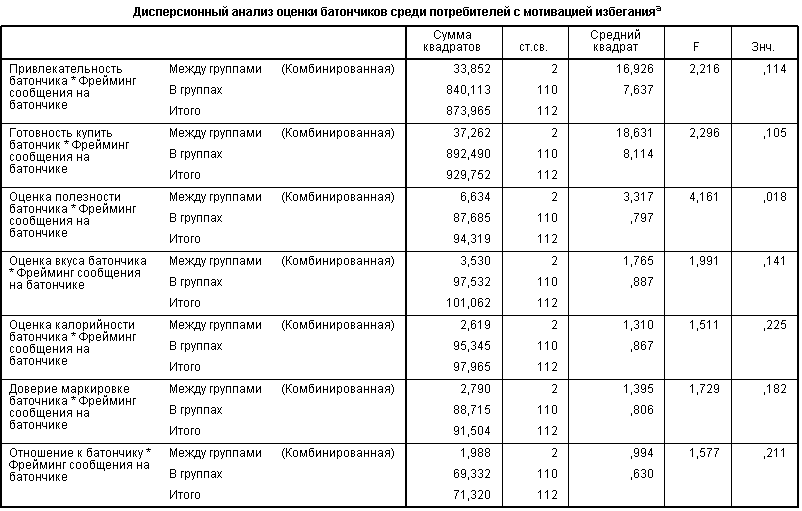 Дисперсионный анализ оценки батончиков среди потребителей с мотивацией избегания a
Сумма квадратов ст.св. Средний квадрат F Знч.
Привлекательность батончика * Фрейминг сообщения на батончике Между группами (Комбинированная) 33,852 2 16,926 2,216 ,114
В группах 840,113 110 7,637
Итого 873,965 112
Готовность купить батончик * Фрейминг сообщения на батончике Между группами (Комбинированная) 37,262 2 18,631 2,296 ,105
В группах 892,490 110 8,114
Итого 929,752 112
Оценка полезности батончика * Фрейминг сообщения на батончике Между группами (Комбинированная) 6,634 2 3,317 4,161 ,018
В группах 87,685 110 ,797
Итого 94,319 112
Оценка вкуса батончика * Фрейминг сообщения на батончике Между группами (Комбинированная) 3,530 2 1,765 1,991 ,141
В группах 97,532 110 ,887
Итого 101,062 112
Оценка калорийности батончика * Фрейминг сообщения на батончике Между группами (Комбинированная) 2,619 2 1,310 1,511 ,225
В группах 95,345 110 ,867
Итого 97,965 112
Доверие маркировке баточника * Фрейминг сообщения на батончике Между группами (Комбинированная) 2,790 2 1,395 1,729 ,182
В группах 88,715 110 ,806
Итого 91,504 112
Отношение к батончику * Фрейминг сообщения на батончике Между группами (Комбинированная) 1,988 2 ,994 1,577 ,211
В группах 69,332 110 ,630
Итого 71,320 112